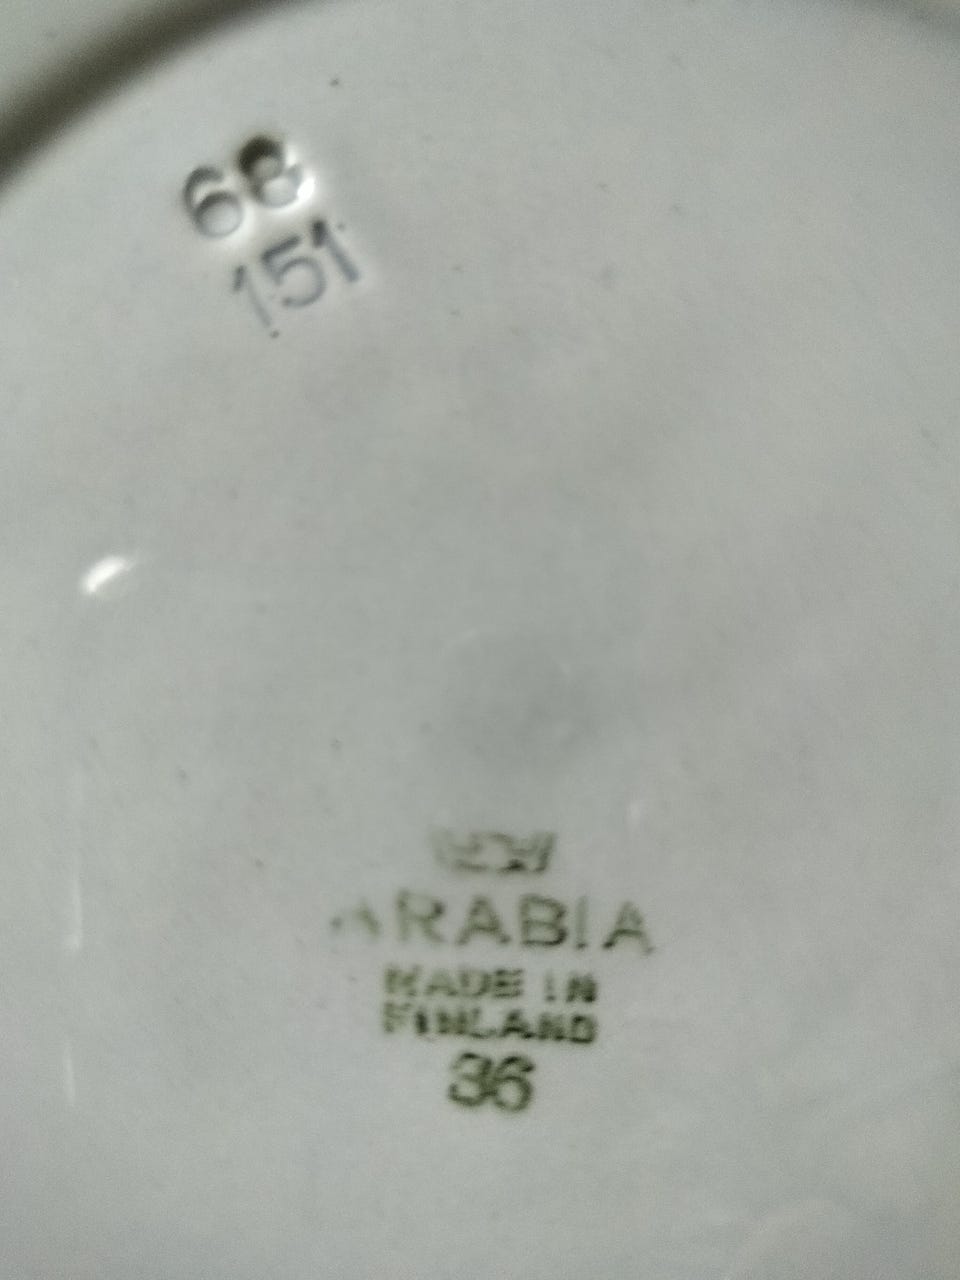 68
151
ARABIA
MADE IN
FINLAND
36